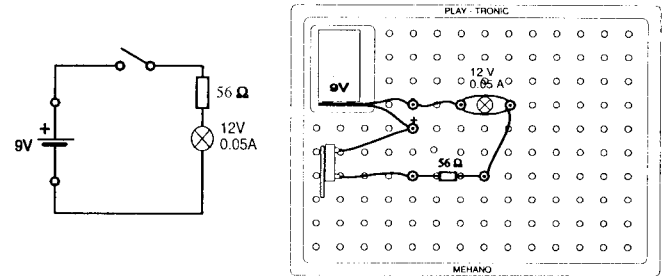 +
9V
56 Ω
12V
0.05A
PLAY - TRONIC
9V
12 V
0.05 A
+
56 Ω
MEHANO